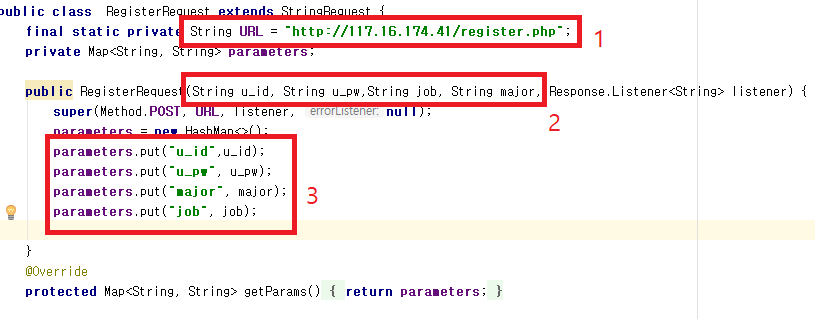 public class RegisterRequest extends StringRequest {
final static private String URL = "http://117.16.174.41/register.php"; 1
private Map<String, String> parameters;
public RegisterRequest(String u_id, String u_pw,String job, String major, Response.Listener<String> listener) {
2
super(Method.POST, URL, listener, errorListener: null);
parameters = new HashMap<>();
parameters.put("u_id",u_id);
parameters.put("u_pw", u_pw);
parameters.put("major", major);
3
parameters.put("job", job);
}
@Override
protected Map<String, String> getParams() { return parameters; }